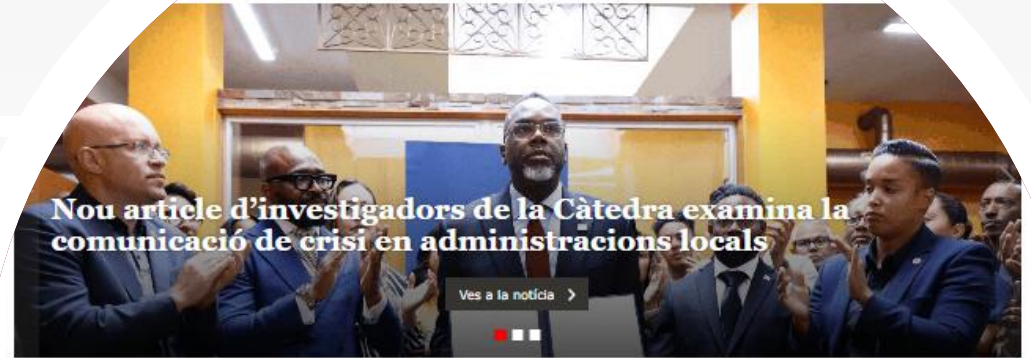 Nou article d’investigadors de la Càtedra examina la
comunicació de crisi en administracions locals
Ves a la notícia